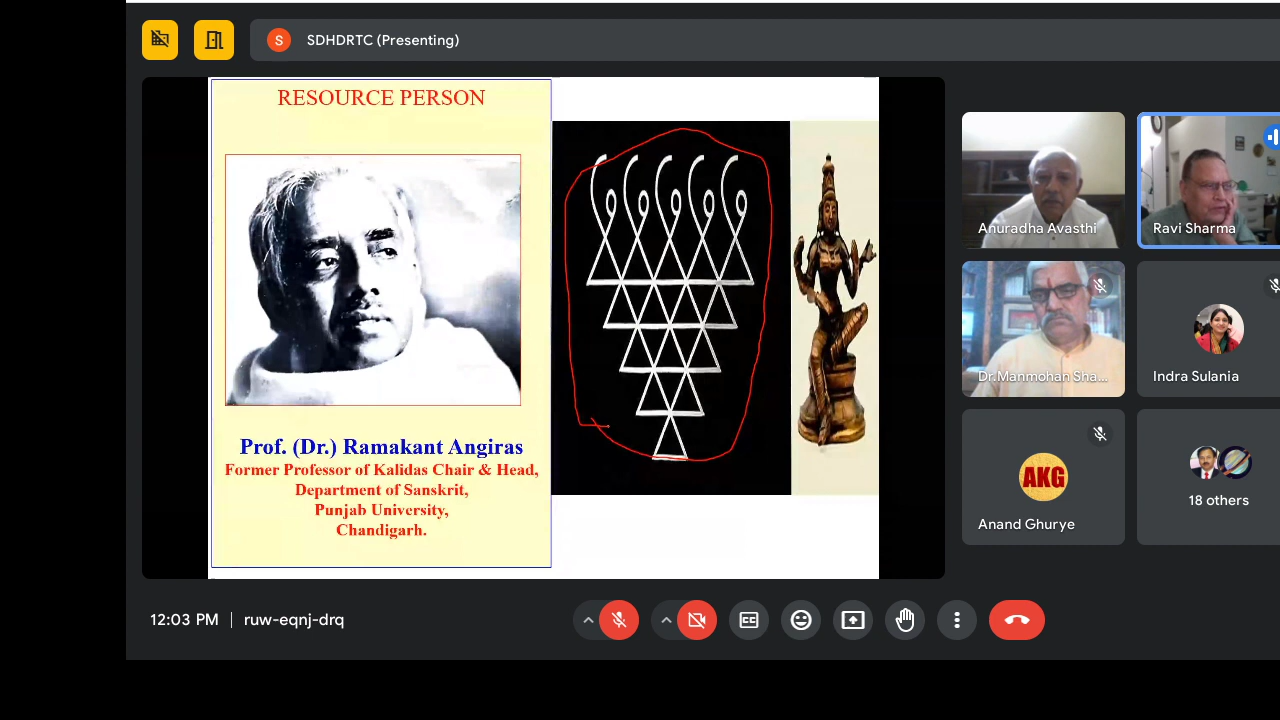 SDHDRTC (Presenting)
S
RESOURCE PERSON
Prof. (Dr.) Ramakant Angiras
Former Professor of Kalidas Chair & Head,
Department of Sanskrit,
Punjab University,
Chandigarh.
Anuradha Avasthi
Ravi Sharma
Dr.Manmohan Sha...
Indra Sulania
AKG
Anand Ghurye
18 others
12:03 PM | ruw-eqnj-drq
CC